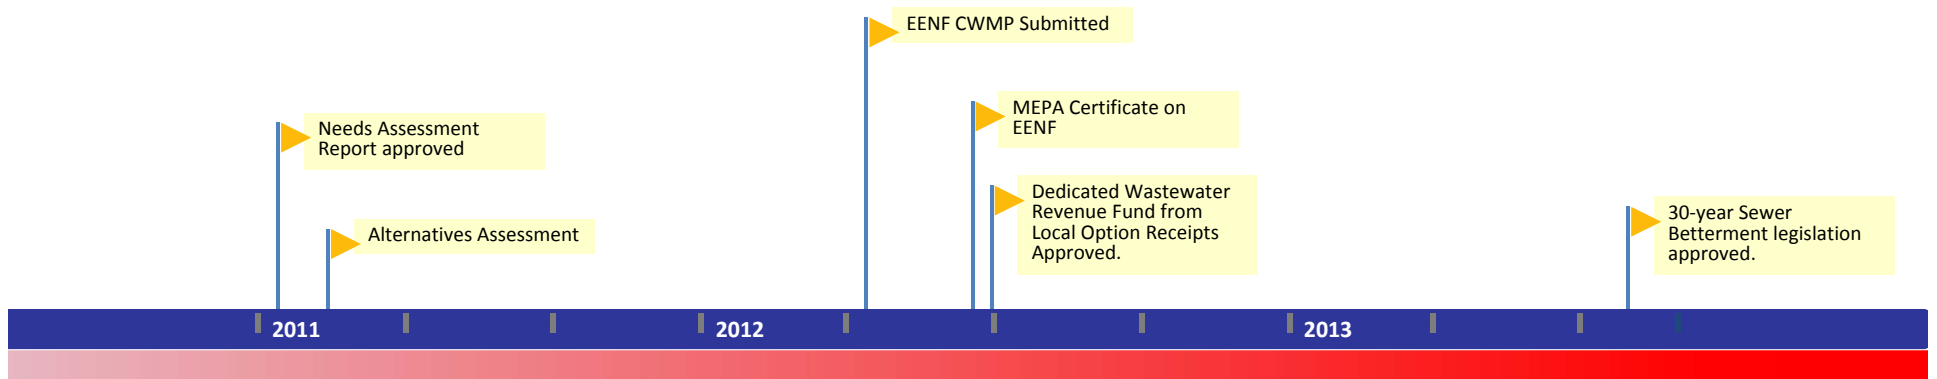 EENF CWMP Submitted
Needs Assessment
Report approved
MEPA Certificate on
EENF
Alternatives Assessment
Dedicated Wastewater
Revenue Fund from
Local Option Receipts
Approved.
30-year Sewer
Betterment legislation
approved.
2011
2012
2013